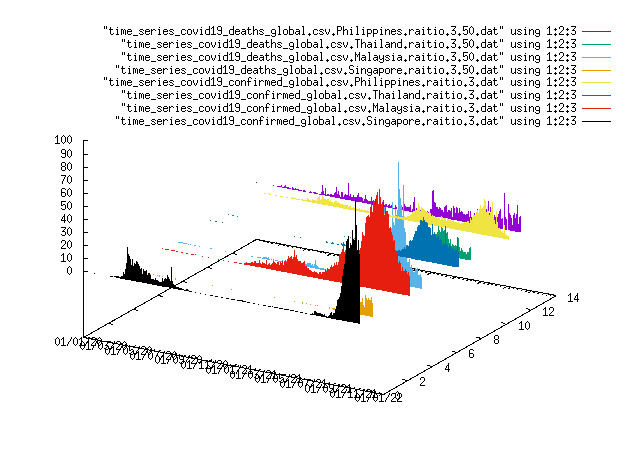 "time_series_covid19_deaths_global.csv.Philippines.raitio.3.50.dat" using 1:2:3
"time_series_covid19_deaths_global.csv.Thailand.raitio.3.50.dat" using 1:2:3
"time_series_covid19_deaths_global.csv.Malaysia.raitio.3.50.dat" using 1:2:3
"time_series_covid19_deaths_global.csv.Singapore.raitio.3.50.dat" using 1:2:3
"time_series_covid19_confirmed_global.csv.Philippines.raitio.3.dat" using 1:2:3
"time_series_covid19_confirmed_global.csv.Thailand.raitio.3.dat" using 1:2:3
"time_series_covid19_confirmed_global.csv.Malaysia.raitio.3.dat" using 1:2:3
"time_series_covid19_confirmed_global.csv.Singapore.raitio.3.dat" using 1:2:3
100
90
80
70
60
50
40
30
20
10
0
14
12
10
8
6
4
2
0
01/01/20
01/01/22